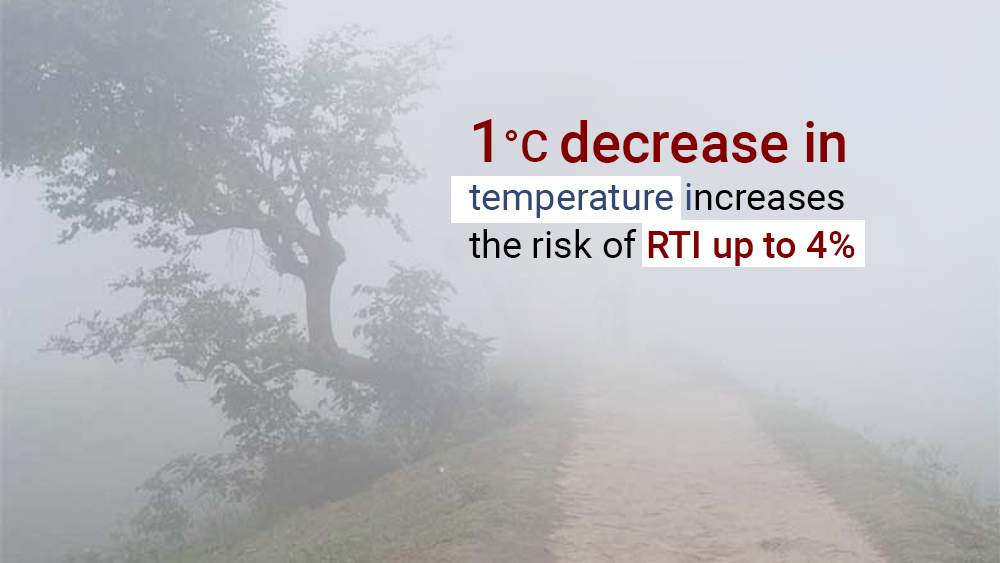 1°C decrease in
temperature increases
the risk of RTI up to 4%